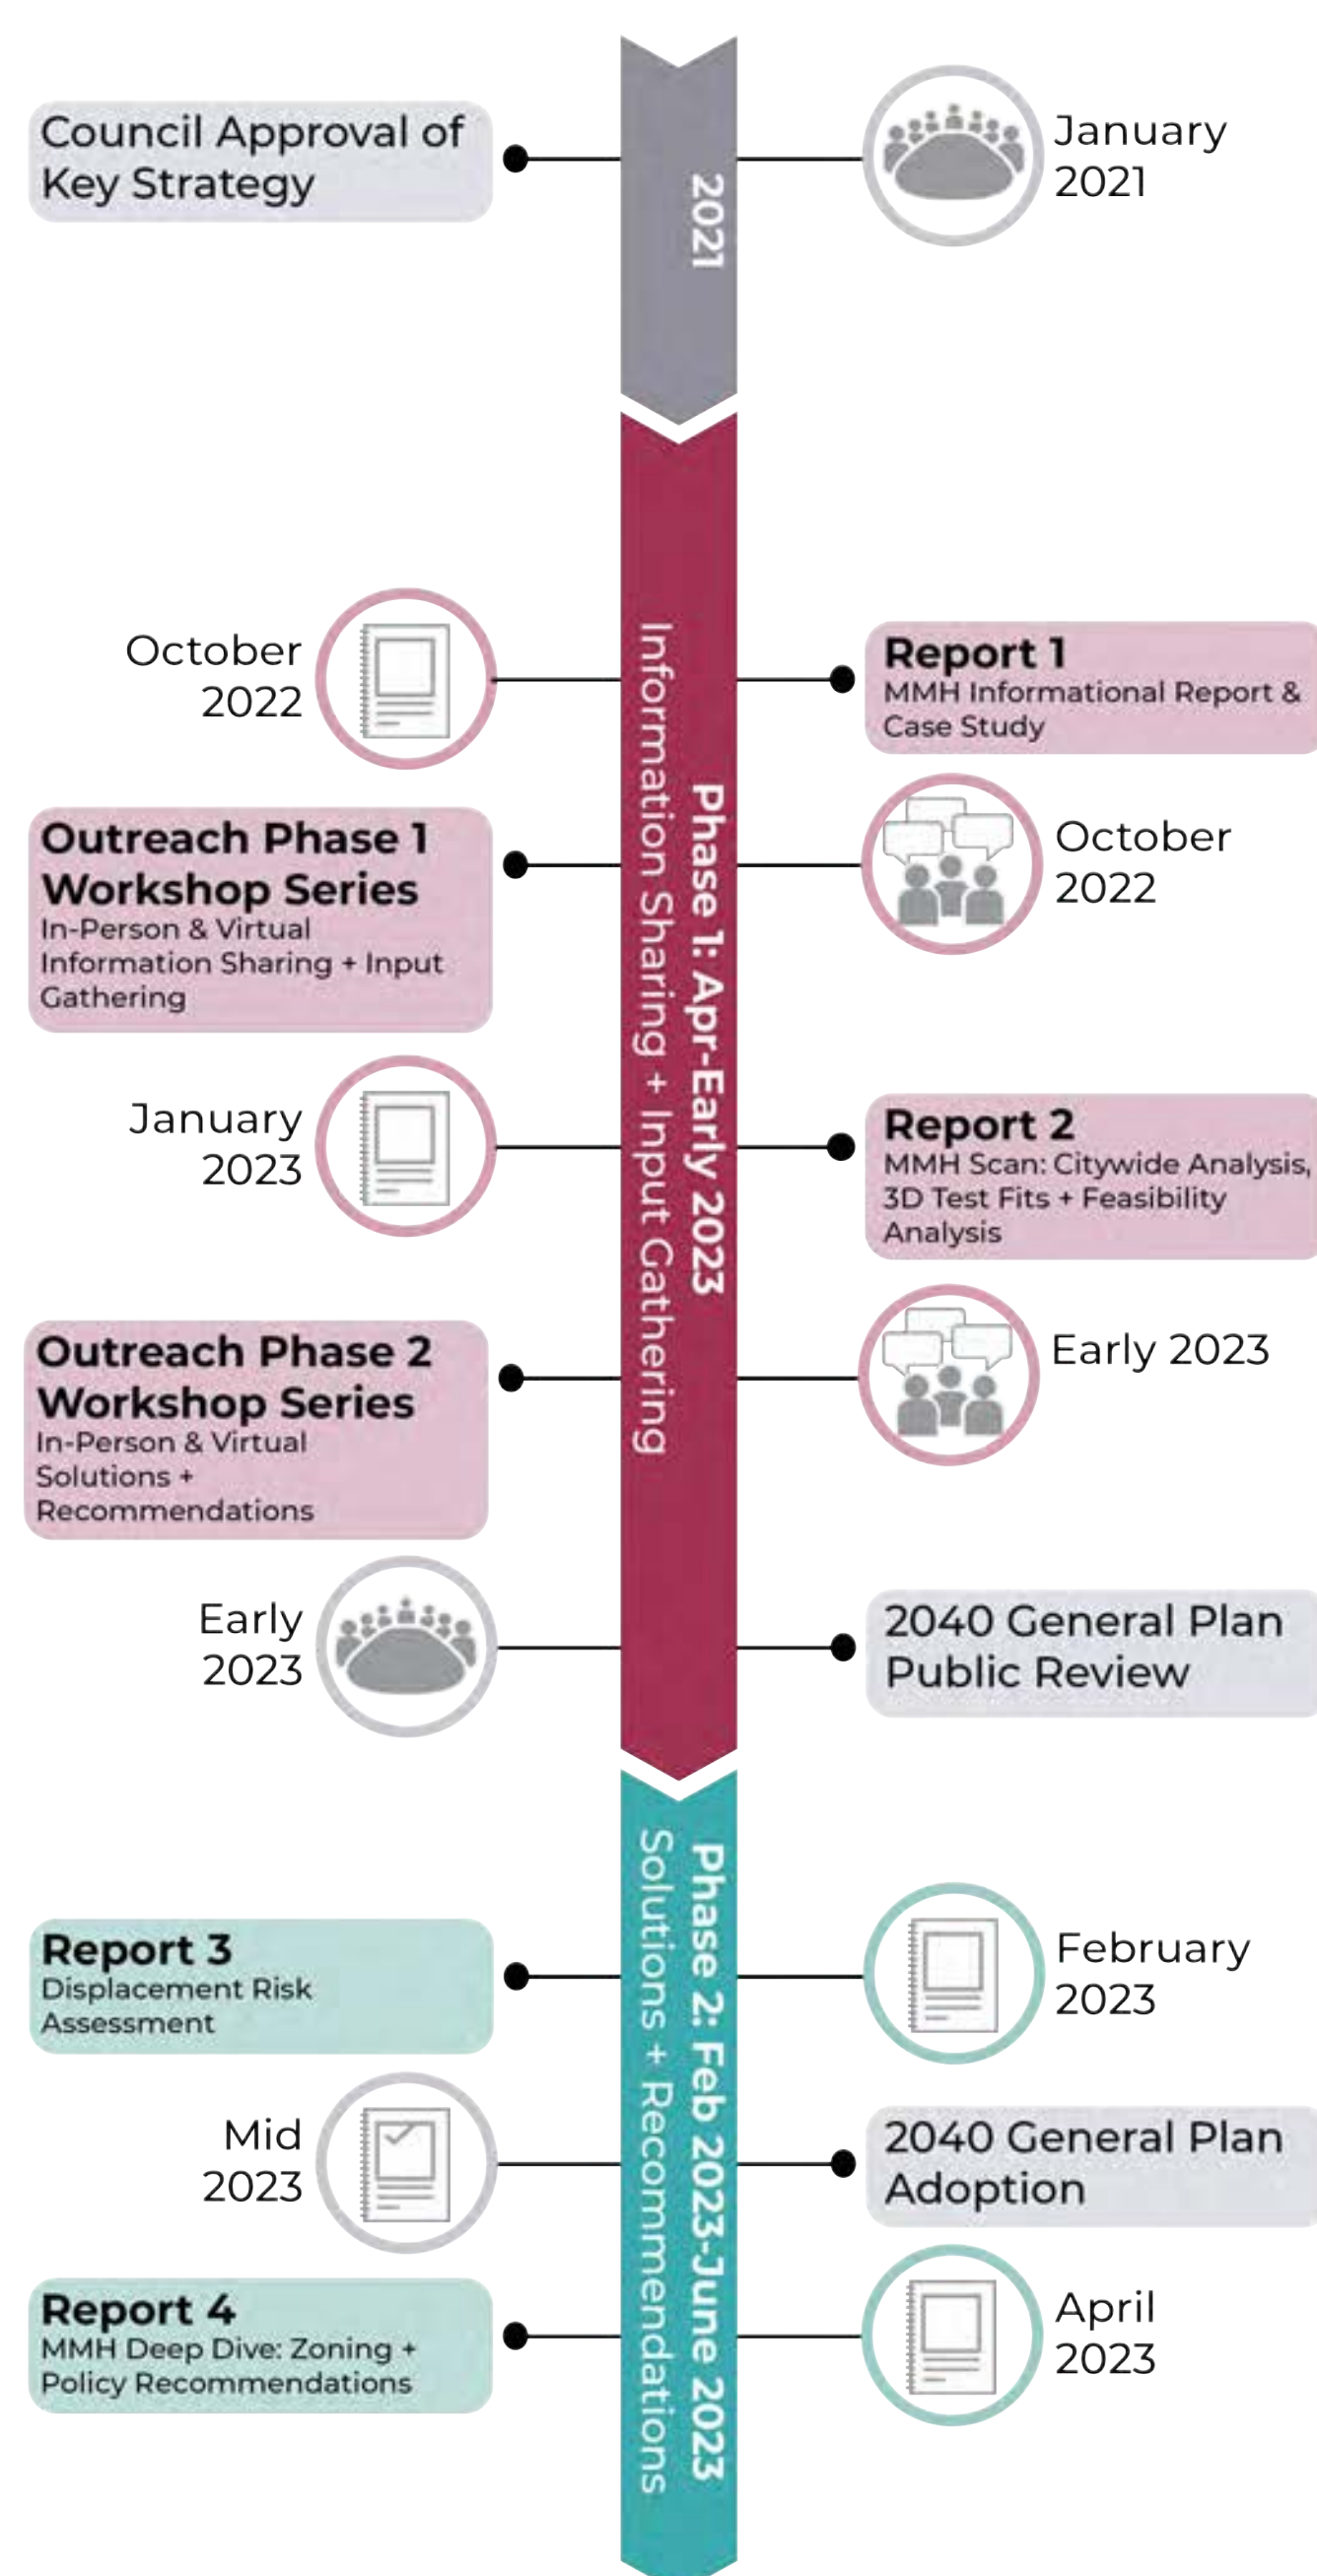 Council Approval of
Key Strategy
January
2021
2021
October
2022
Report 1
MMH Informational Report &
Case Study
Outreach Phase 1
Workshop Series
In-Person & Virtual
Information Sharing + Input
Gathering
October
2022
Phase 1: Apr-Early 2023
Information Sharing + Input Gathering
January
2023
Report 2
MMH Scan: Citywide Analysis,
3D Test Fits + Feasibility
Analysis
Outreach Phase 2
Workshop Series
In-Person & Virtual
Solutions +
Recommendations
Early 2023
Early
2023
2040 General Plan
Public Review
Phase 2: Feb 2023-June 2023
Solutions + Recommendations
Report 3
Displacement Risk
Assessment
February
2023
Mid
2023
2040 General Plan
Adoption
Report 4
MMH Deep Dive: Zoning +
Policy Recommendations
April
2023